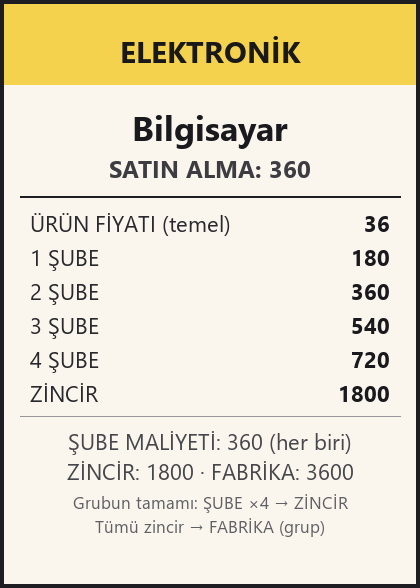 ELEKTRONİK
Bilgisayar
SATIN ALMA: 360
ÜRÜN FİYATI (temel) 36
1 ŞUBE 180
2 ŞUBE 360
3 ŞUBE 540
4 ŞUBE 720
ZİNCİR 1800
ŞUBE MALİYETİ: 360 (her biri)
ZİNCİR: 1800 · FABRİKA: 3600
Grubun tamamı: ŞUBE ×4 → ZİNCİR
Tümü zincir → FABRİKA (grup)